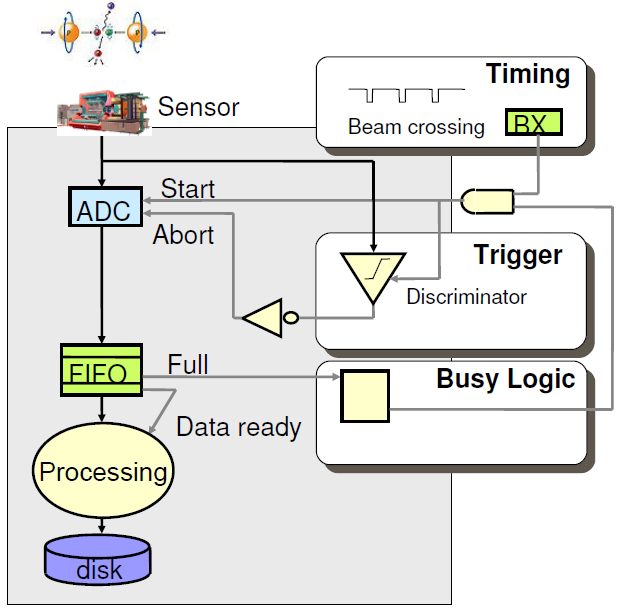 Timing
Sensor
Beam crossing
BX
Start
ADC
Abort
Trigger
Discriminator
Full
FIFO
Busy Logic
Data ready
Processing
disk